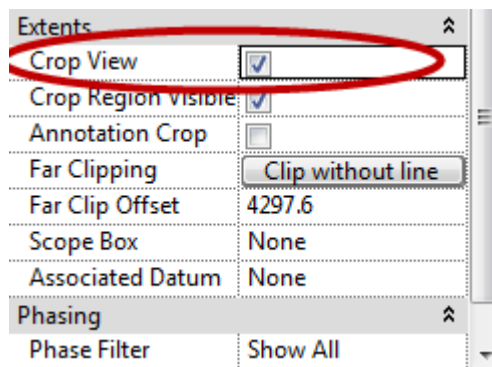 Extents
Crop View
Crop Region Visible
Annotation Crop
Far Clipping Clip without line
Far Clip Offset 4297.6
Scope Box None
Associated Datum None
Phasing
Phase Filter Show All